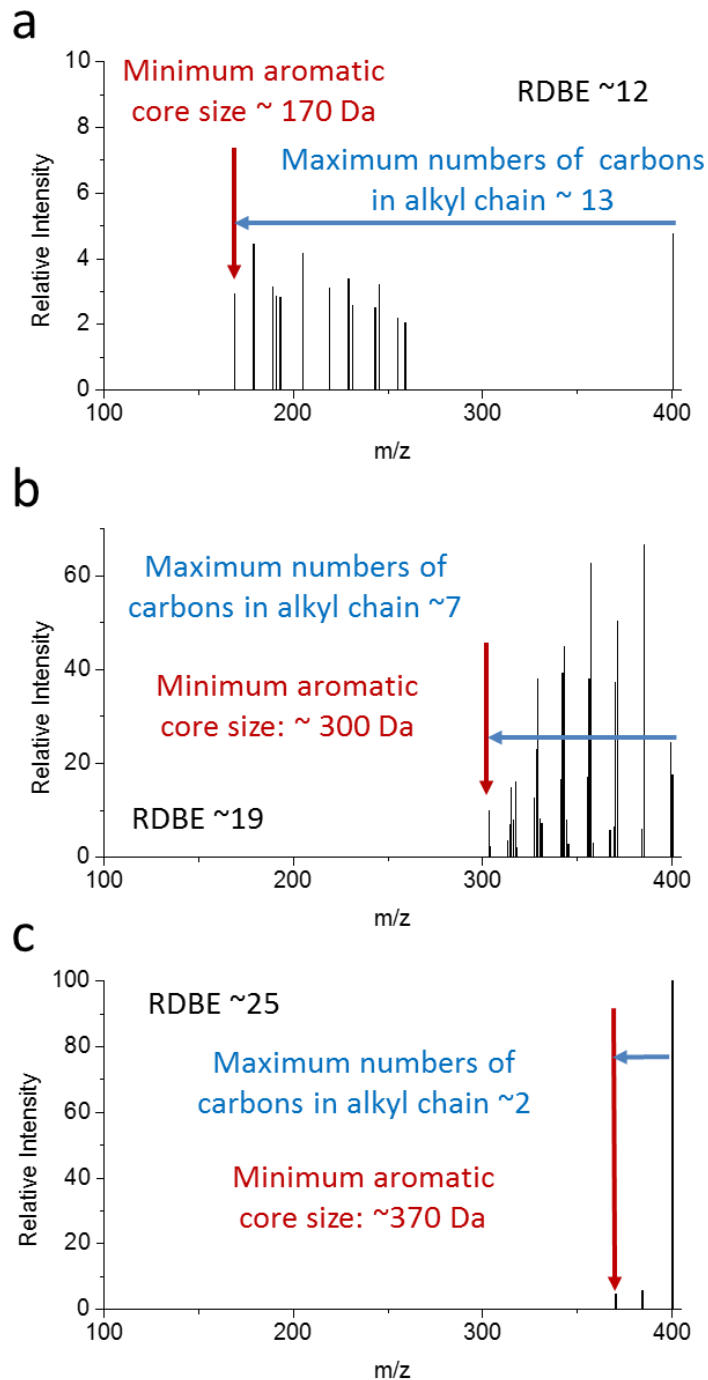 a
10
Minimum aromatic
core size ~ 170 Da
RDBE ~12
8
Maximum numbers of carbons
in alkyl chain ~ 13
6
4
2
0
Relative Intensity
100
200
300
400
m/z
b
60
Maximum numbers of
carbons in alkyl chain ~7
40
Minimum aromatic
core size: ~ 300 Da
20
RDBE ~19
0
Relative Intensity
100
200
300
400
m/z
c
100
RDBE ~25
80
Maximum numbers of
carbons in alkyl chain ~2
60
40
Minimum aromatic
core size: ~370 Da
20
0
Relative Intensity
100
200
300
400
m/z